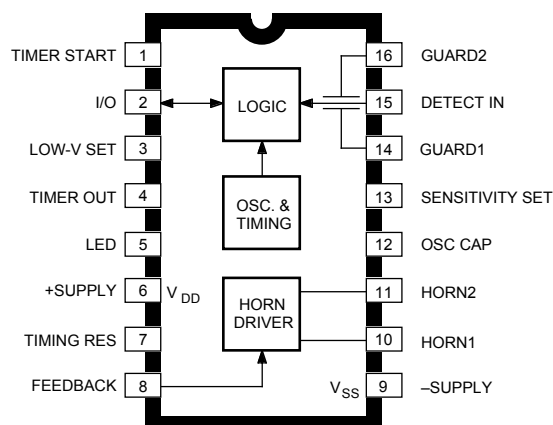 TIMER START 1
I/O 2
LOW-V SET 3
TIMER OUT 4
LED 5
+SUPPLY 6 VDD
TIMING RES 7
FEEDBACK 8
LOGIC
OSC. &
TIMING
HORN
DRIVER
16 GUARD2
15 DETECT IN
14 GUARD1
13 SENSITIVITY SET
12 OSC CAP
11 HORN2
10 HORN1
VSS 9 –SUPPLY